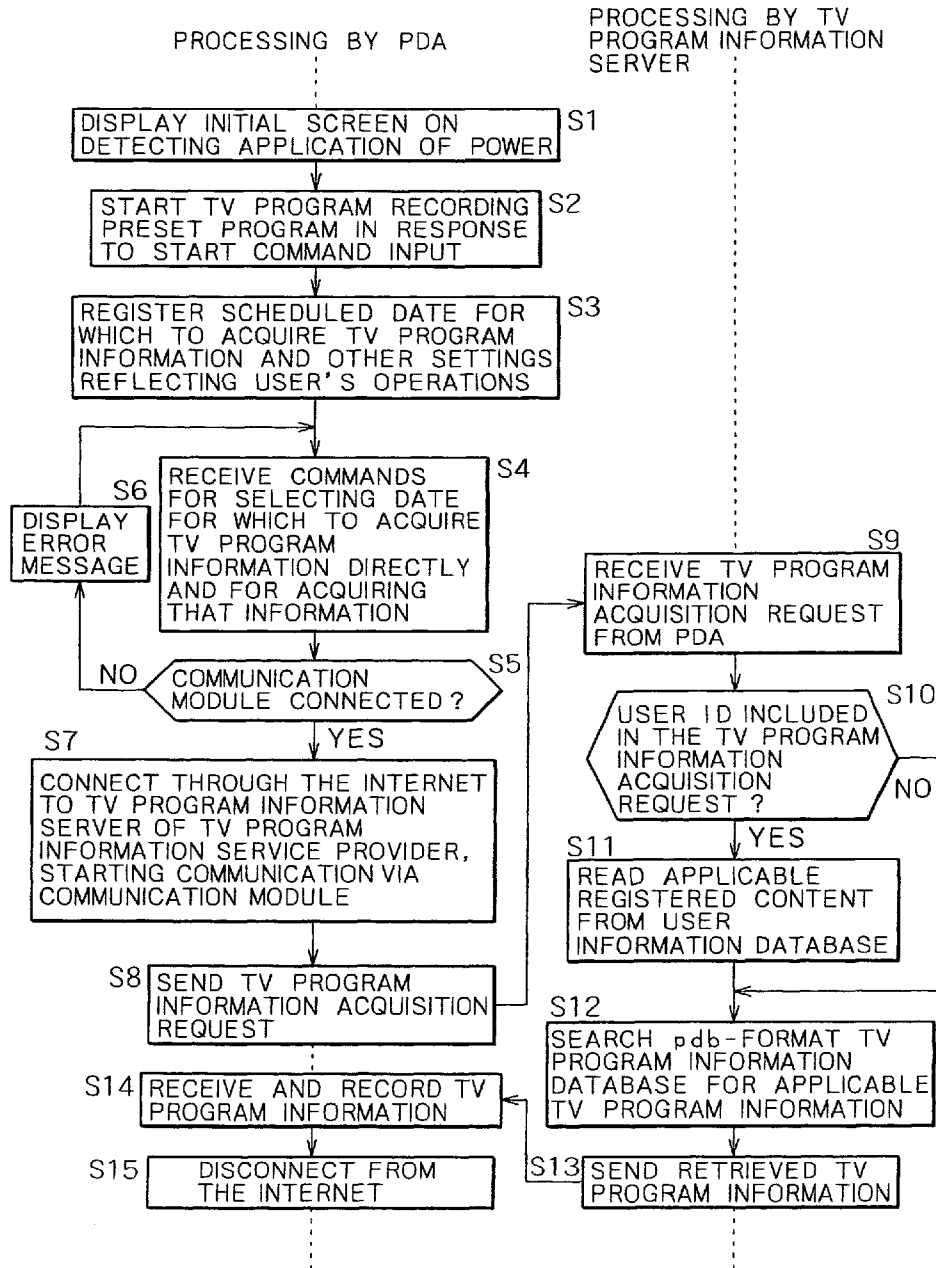 PROCESSING BY PDA
PROCESSING BY TV
PROGRAM INFORMATION
SERVER
S1
DISPLAY INITIAL SCREEN ON
DETECTING APPLICATION OF POWER
S2
START TV PROGRAM RECORDING
PRESET PROGRAM IN RESPONSE
TO START COMMAND INPUT
S3
REGISTER SCHEDULED DATE FOR
WHICH TO ACQUIRE TV PROGRAM
INFORMATION AND OTHER SETTINGS
REFLECTING USER'S OPERATIONS
S4
RECEIVE COMMANDS
FOR SELECTING DATE
FOR WHICH TO ACQUIRE
TV PROGRAM
INFORMATION DIRECTLY
AND FOR ACQUIRING
THAT INFORMATION
S6
DISPLAY
ERROR
MESSAGE
S5
COMMUNICATION
MODULE CONNECTED ?
NO
YES
S7
CONNECT THROUGH THE INTERNET
TO TV PROGRAM INFORMATION
SERVER OF TV PROGRAM
INFORMATION SERVICE PROVIDER,
STARTING COMMUNICATION VIA
COMMUNICATION MODULE
S8
SEND TV PROGRAM
INFORMATION ACQUISITION
REQUEST
S9
RECEIVE TV PROGRAM
INFORMATION
ACQUISITION REQUEST
FROM PDA
S10
USER ID INCLUDED
IN THE TV PROGRAM
INFORMATION
ACQUISITION
REQUEST ?
NO
YES
S11
READ APPLICABLE
REGISTERED CONTENT
FROM USER
INFORMATION DATABASE
S12
SEARCH pdb-FORMAT TV
PROGRAM INFORMATION
DATABASE FOR APPLICABLE
TV PROGRAM INFORMATION
S13
SEND RETRIEVED TV
PROGRAM INFORMATION
S14
RECEIVE AND RECORD TV
PROGRAM INFORMATION
S15
DISCONNECT FROM
THE INTERNET